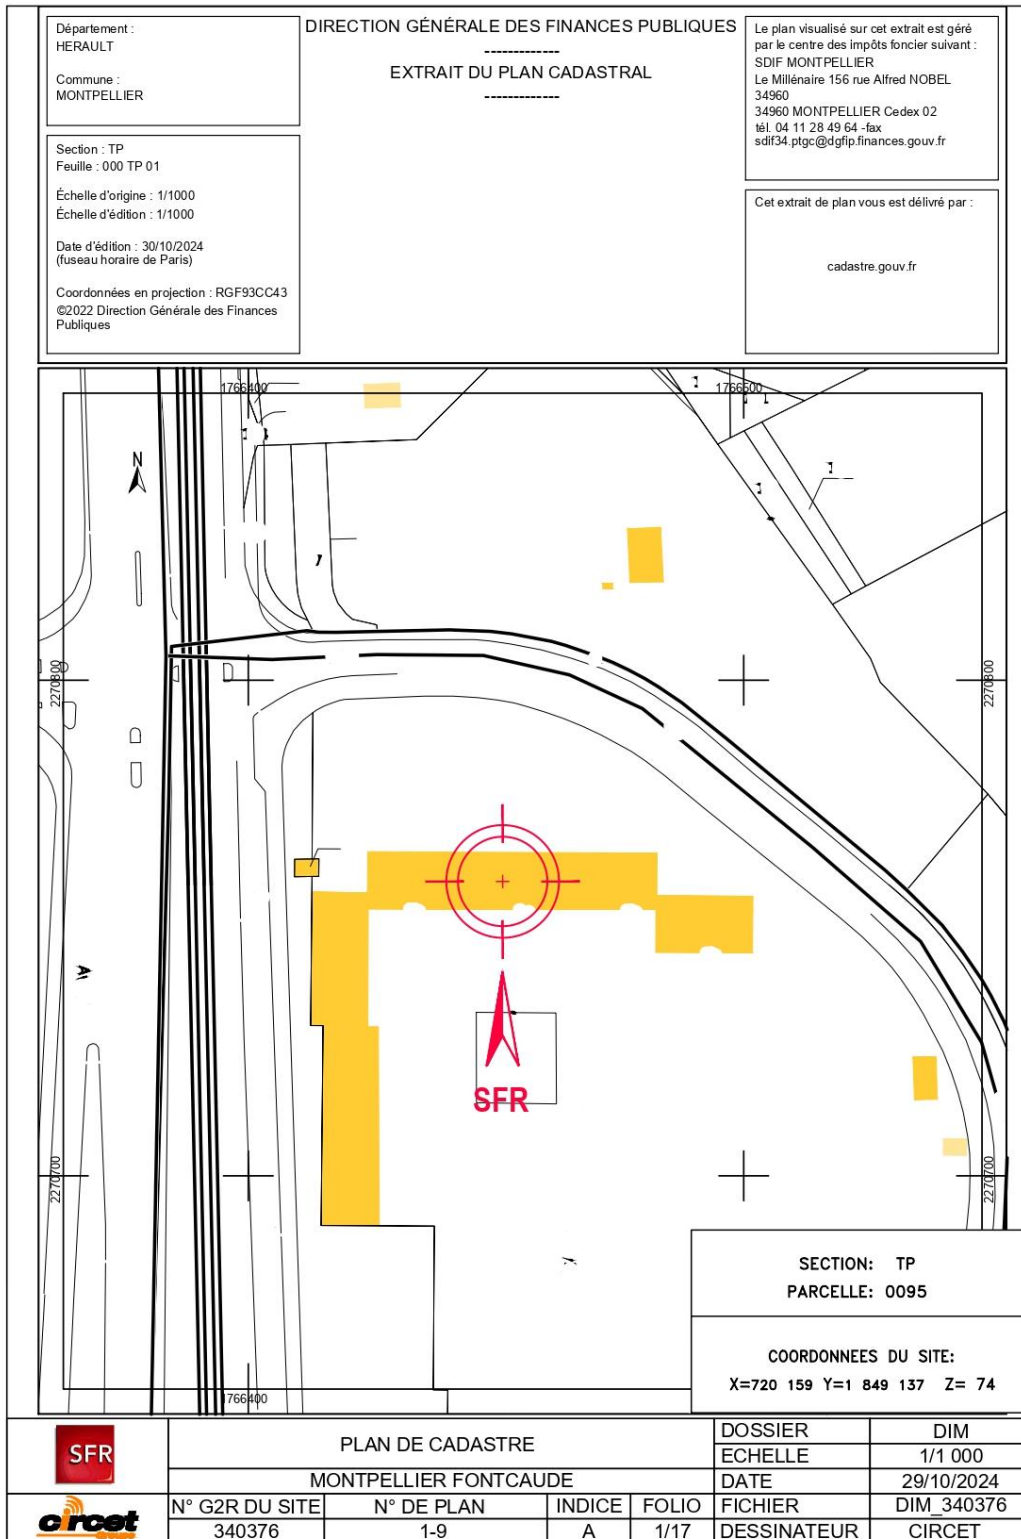 Département :
HERAULT
Commune :
MONTPELLIER
Section : TP
Feuille : 000 TP 01
Échelle d'origine : 1/1000
Échelle d'édition : 1/1000
Date d'édition : 30/10/2024
(fuseau horaire de Paris)
Coordonnées en projection : RGF93CC43
©2022 Direction Générale des Finances
Publiques
DIRECTION GÉNÉRALE DES FINANCES PUBLIQUES
-------------
EXTRAIT DU PLAN CADASTRAL
-------------
Le plan visualisé sur cet extrait est géré
par le centre des impôts foncier suivant :
SDIF MONTPELLIER
Le Millénaire 156 rue Alfred NOBEL
34960
34960 MONTPELLIER Cedex 02
tél. 04 11 28 49 64 -fax
sdif34.ptgc@dgfip.finances.gouv.fr
Cet extrait de plan vous est délivré par :
cadastre.gouv.fr
1766400
1766500
N
2270800
2270800
SFR
2270700
2270700
1766400
SECTION: TP
PARCELLE: 0095
COORDONNEES DU SITE:
X=720 159 Y=1 849 137 Z= 74
SFR
PLAN DE CADASTRE
MONTPELLIER FONTCAUDE
DOSSIER DIM
ECHELLE 1/1 000
DATE 29/10/2024
circet
N° G2R DU SITE N° DE PLAN INDICE FOLIO FICHIER DIM_340376
340376 1-9 A 1/17 DESSINATEUR CIRCET